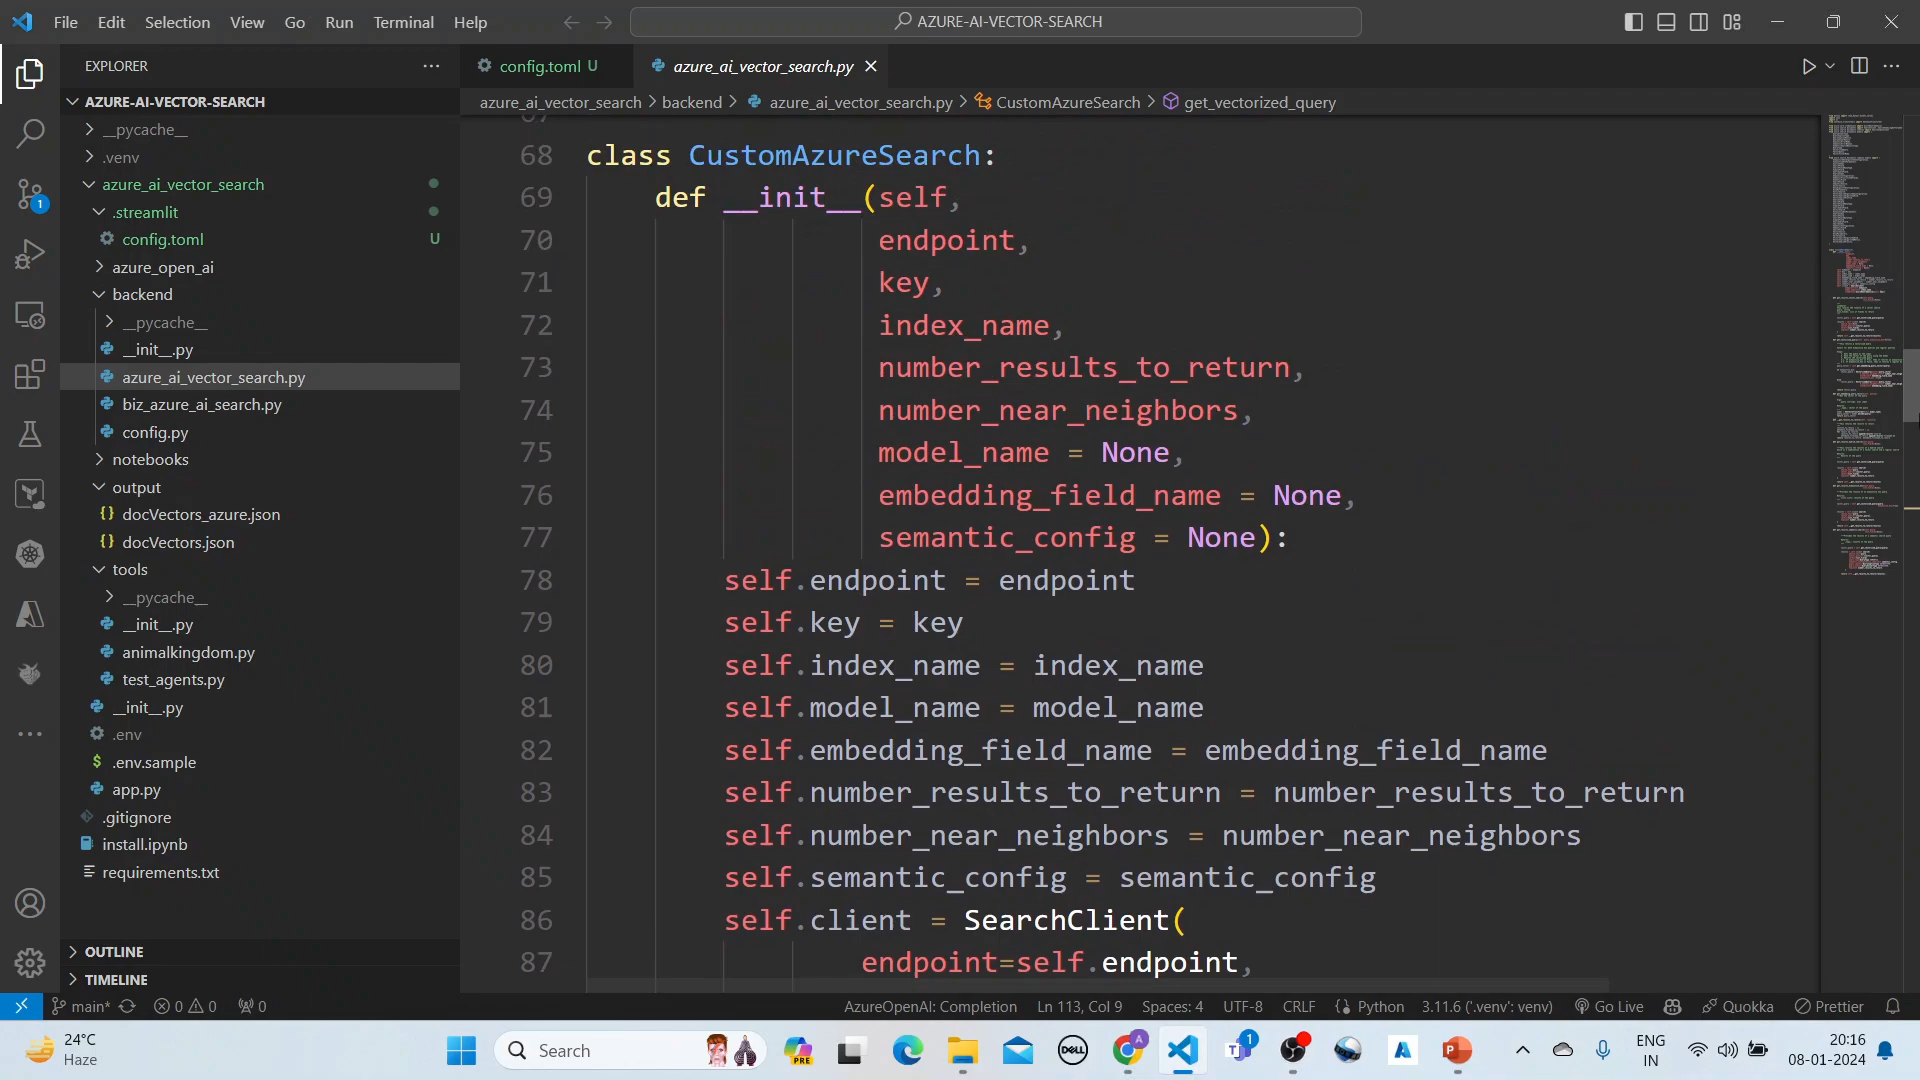 File Edit Selection View Go Run Terminal Help
AZURE-AI-VECTOR-SEARCH
EXPLORER
AZURE-AI-VECTOR-SEARCH
__pycache__
.venv
azure_ai_vector_search
.streamlit
config.toml U
azure_open_ai
backend
__pycache__
__init__.py
azure_ai_vector_search.py
biz_azure_ai_search.py
config.py
notebooks
output
docVectors_azure.json
docVectors.json
tools
__pycache__
__init__.py
animalkingdom.py
test_agents.py
__init__.py
.env
.env.sample
app.py
.gitignore
install.ipynb
requirements.txt
OUTLINE
TIMELINE
1
config.toml U azure_ai_vector_search.py
azure_ai_vector_search > backend > azure_ai_vector_search.py > CustomAzureSearch > get_vectorized_query
67
68 class CustomAzureSearch:
69 def __init__(self,
70 endpoint,
71 key,
72 index_name,
73 number_results_to_return,
74 number_near_neighbors,
75 model_name = None,
76 embedding_field_name = None,
77 semantic_config = None):
78 self.endpoint = endpoint
79 self.key = key
80 self.index_name = index_name
81 self.model_name = model_name
82 self.embedding_field_name = embedding_field_name
83 self.number_results_to_return = number_results_to_return
84 self.number_near_neighbors = number_near_neighbors
85 self.semantic_config = semantic_config
86 self.client = SearchClient(
87 endpoint=self.endpoint,
main* 0 0 0 AzureOpenAI: Completion Ln 113, Col 9 Spaces: 4 UTF-8 CRLF Python 3.11.6 ('.venv': venv) Go Live Quokka Prettier
24°C
Haze
Search
PRE
DELL
A
1
P
ENG
IN
20:16
08-01-2024